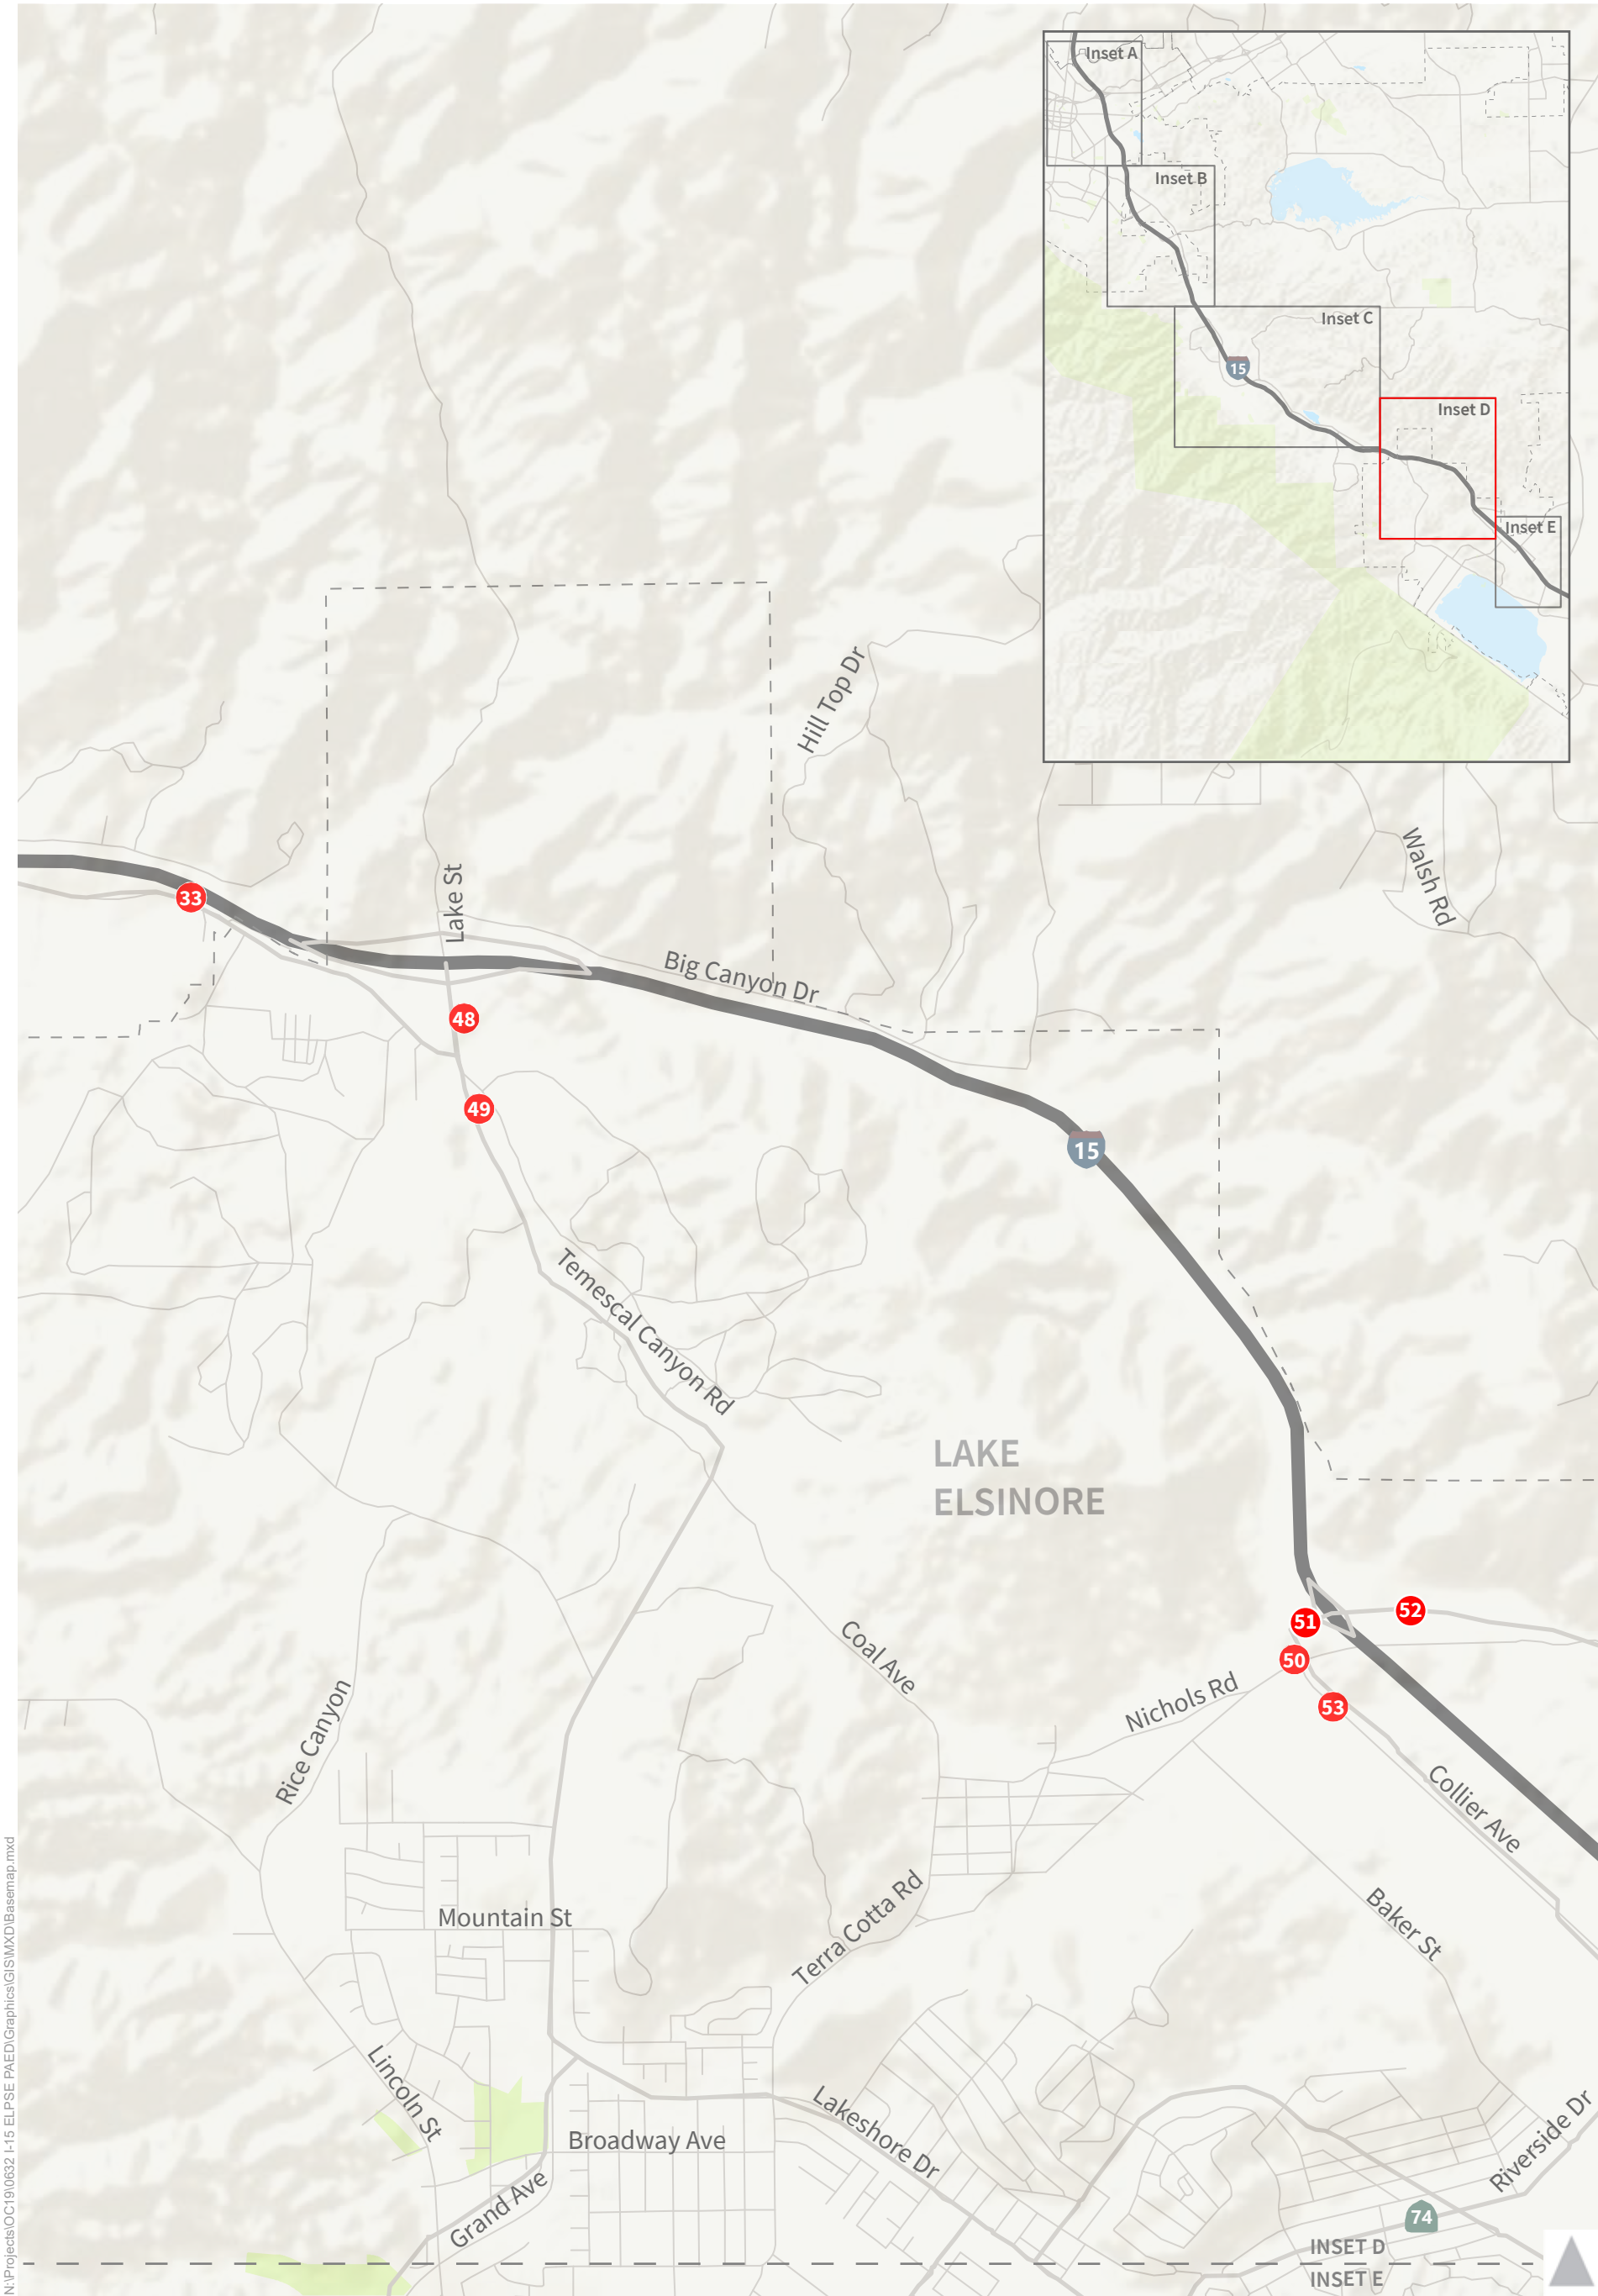 Inset A
Inset B
Inset C
15
Inset D
Inset E
Hill Top Dr
Walsh Rd
Lake St
33
Big Canyon Dr
48
49
15
Temescal Canyon Rd
LAKE
ELSINORE
52
51
50
53
Coal Ave
Nichols Rd
Rice Canyon
Collier Ave
Terra Cotta Rd
Baker St
Mountain St
Lincoln St
Lakeshore Dr
Broadway Ave
Riverside Dr
Grand Ave
74
INSET D
INSET E
N:\Projects\OC19\0632 I-15 ELPSE PAED\Graphics\GIS\MXD\Basemap.mxd